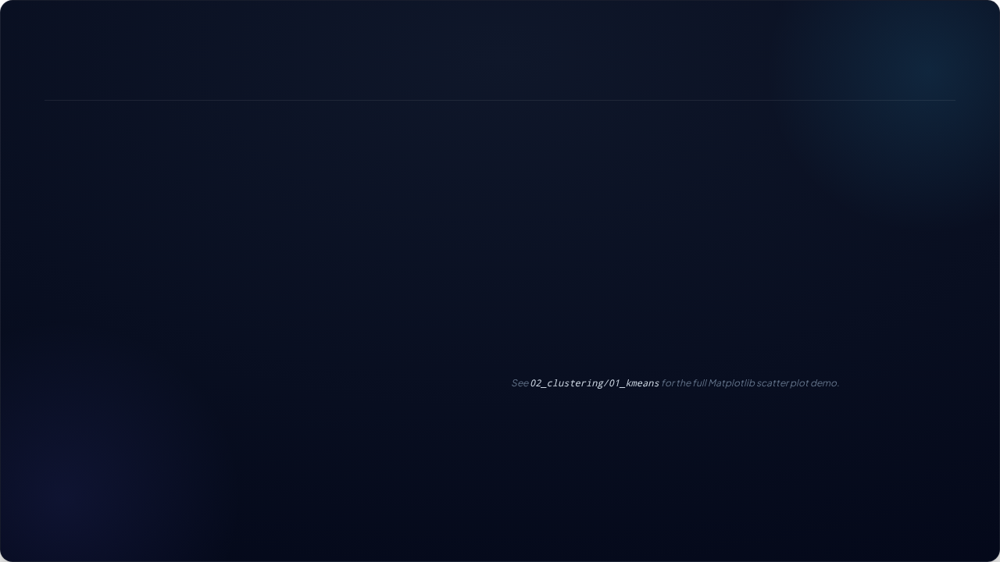 See 02_clustering/01_kmeans for the full Matplotlib scatter plot demo.